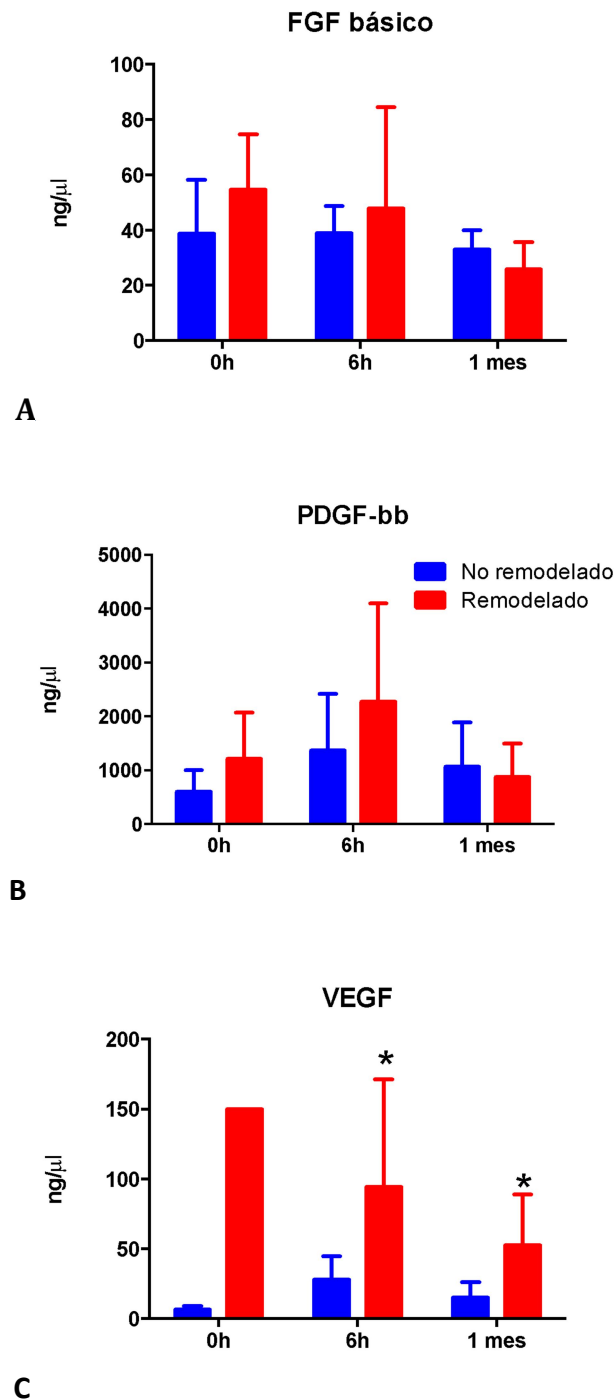 FGF básico
100
80
60
40
20
0
ng/µl
0h 6h 1 mes
A
PDGF-bb
5000
4000
3000
2000
1000
0
ng/µl
No remodelado
Remodelado
0h 6h 1 mes
B
VEGF
200
150
100
50
0
ng/µl
* *
0h 6h 1 mes
C